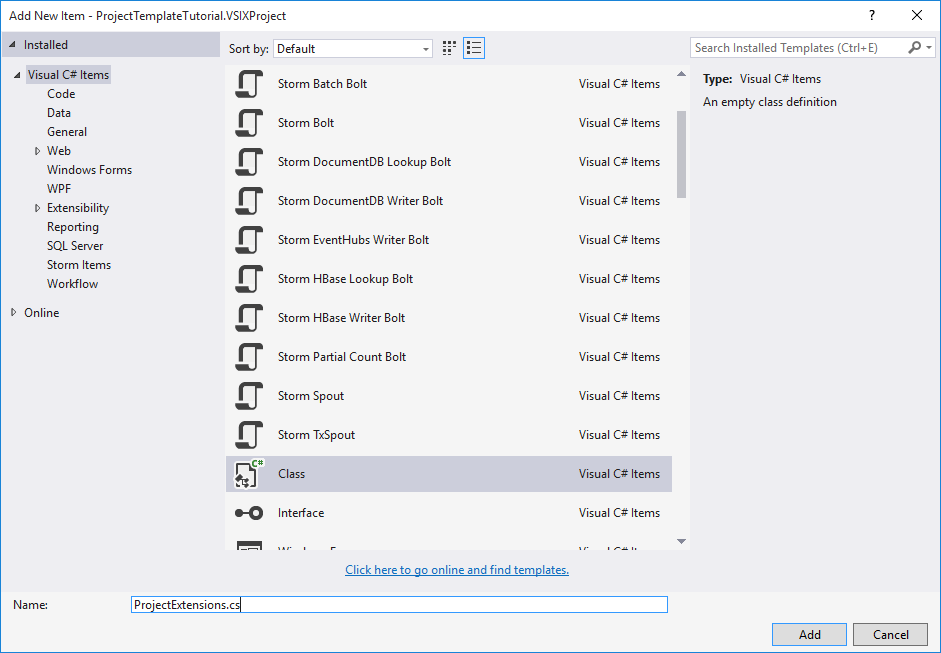 Add New Item - ProjectTemplateTutorial.VSIXProject
?
Installed
Sort by: Default
Search Installed Templates (Ctrl+E)
Visual C# Items
Code
Data
General
Web
Windows Forms
WPF
Extensibility
Reporting
SQL Server
Storm Items
Workflow
Online
Storm Batch Bolt Visual C# Items
Storm Bolt Visual C# Items
Storm DocumentDB Lookup Bolt Visual C# Items
Storm DocumentDB Writer Bolt Visual C# Items
Storm EventHubs Writer Bolt Visual C# Items
Storm HBase Lookup Bolt Visual C# Items
Storm HBase Writer Bolt Visual C# Items
Storm Partial Count Bolt Visual C# Items
Storm Spout Visual C# Items
Storm TxSpout Visual C# Items
C# Class Visual C# Items
Interface Visual C# Items
Type: Visual C# Items
An empty class definition
Click here to go online and find templates.
Name: ProjectExtensions.cs
Add Cancel